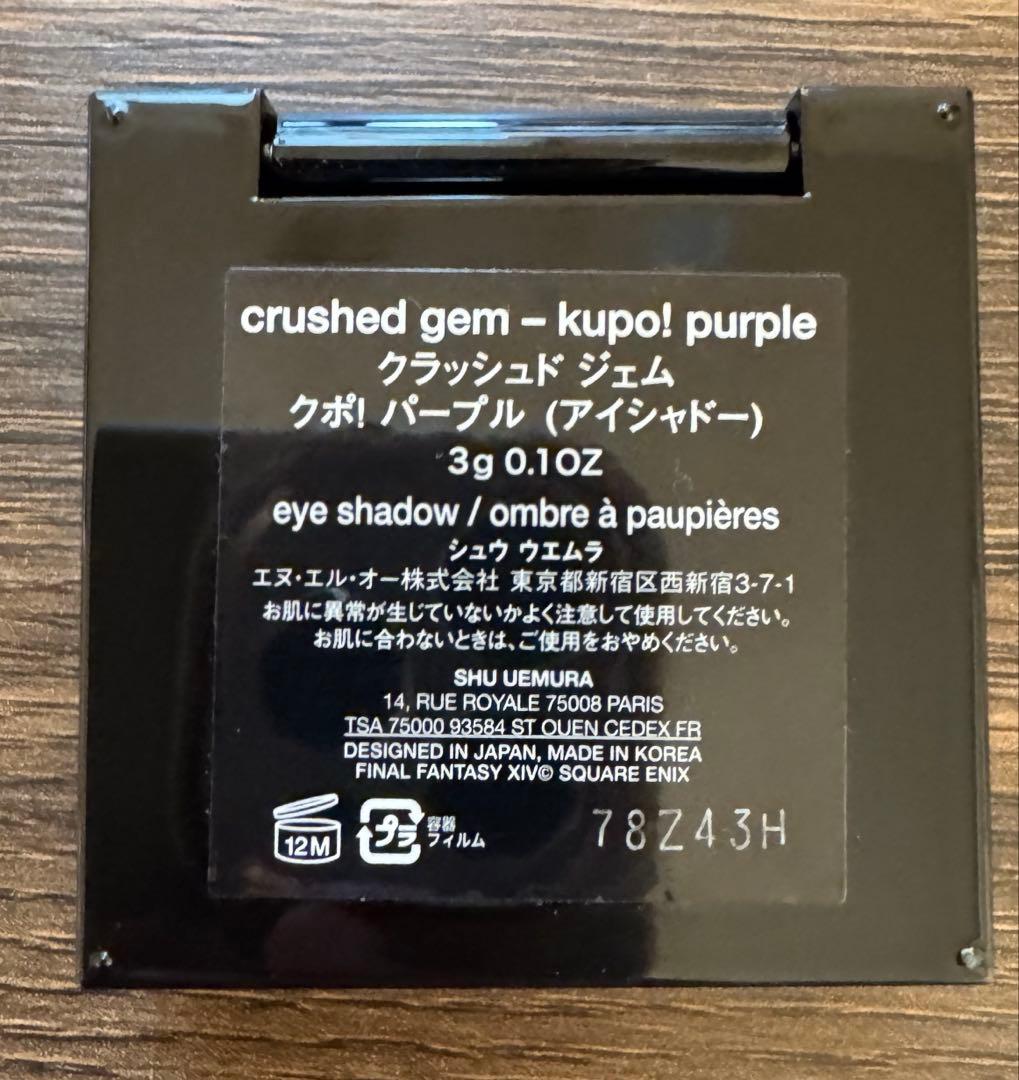 crushed gem – kupo! purple
クラッシュド ジェム
クポ! パープル (アイシャドー)
3g 0.1OZ
eye shadow / ombre à paupières
シュウ ウエムラ
エヌ・エル・オー株式会社 東京都新宿区西新宿3-7-1
お肌に異常が生じていないかよく注意して使用してください。
お肌に合わないときは、ご使用をおやめください。
SHU UEMURA
14, RUE ROYALE 75008 PARIS
TSA 75000 93584 ST OUEN CEDEX FR
DESIGNED IN JAPAN, MADE IN KOREA
FINAL FANTASY XIV© SQUARE ENIX
12M
プラ
容器
フィルム
78Z43H